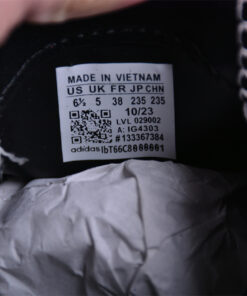 MADE IN VIETNAM
US UK FR JP CHN
6½ 5 38 235 235
10/23
LVL 029002
A: IG4303
#133367384
adidas IbT66C8000001